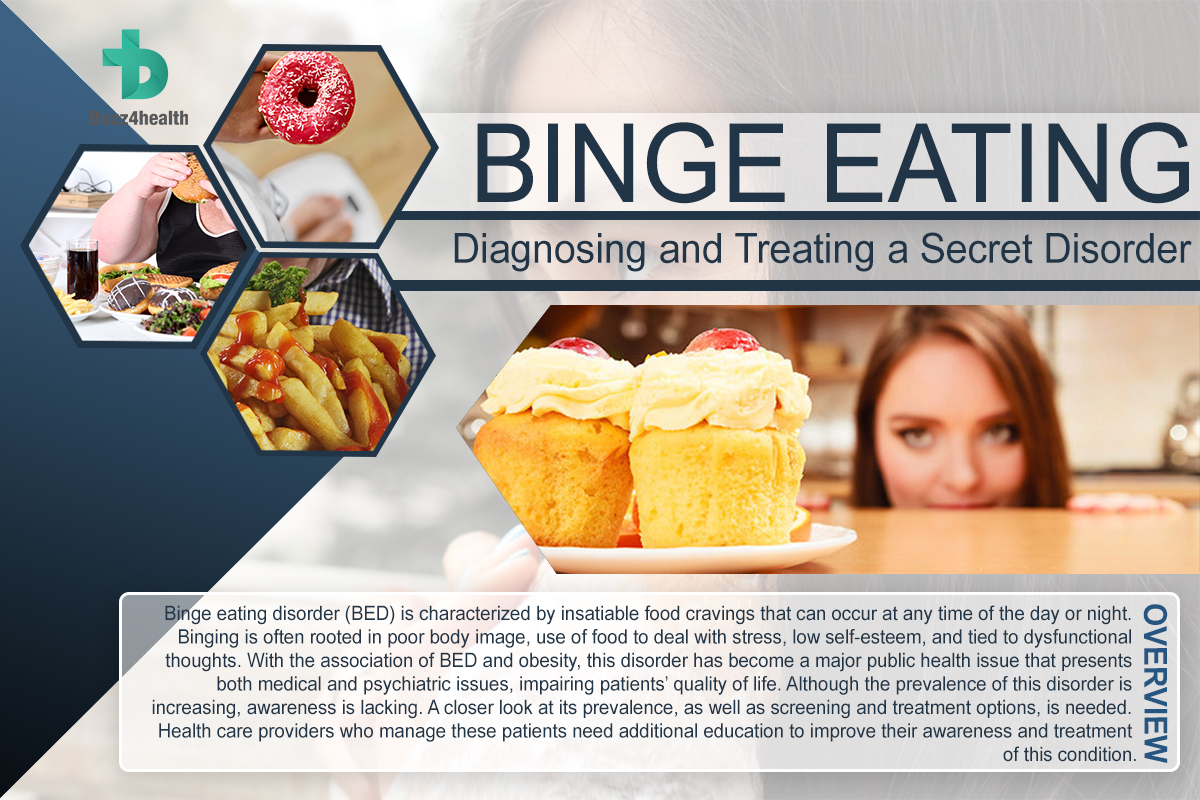 Buzz4health
BINGE EATING
Diagnosing and Treating a Secret Disorder
Binge eating disorder (BED) is characterized by insatiable food cravings that can occur at any time of the day or night.
Binging is often rooted in poor body image, use of food to deal with stress, low self-esteem, and tied to dysfunctional
thoughts. With the association of BED and obesity, this disorder has become a major public health issue that presents
both medical and psychiatric issues, impairing patients’ quality of life. Although the prevalence of this disorder is
increasing, awareness is lacking. A closer look at its prevalence, as well as screening and treatment options, is needed.
Health care providers who manage these patients need additional education to improve their awareness and treatment
of this condition.
OVERVIEW